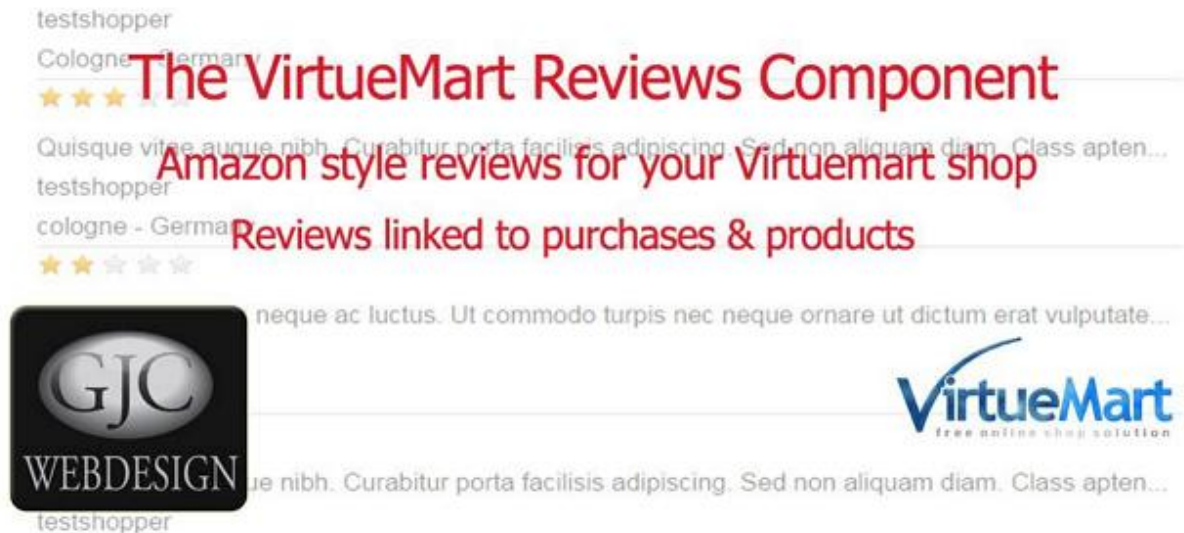 testshopper
Cologne - Germany
The VirtueMart Reviews Component
Quisque vitae augue nibh. Curabitur porta facilisis adipiscing. Sed non aliquam diam. Class apten...
Amazon style reviews for your Virtuemart shop
testshopper
cologne - Germany
Reviews linked to purchases & products
neque ac luctus. Ut commodo turpis nec neque ornare ut dictum erat vulputate...
GJC
WEBDESIGN
VirtueMart
free online shop solution
ue nibh. Curabitur porta facilisis adipiscing. Sed non aliquam diam. Class apten...
testshopper